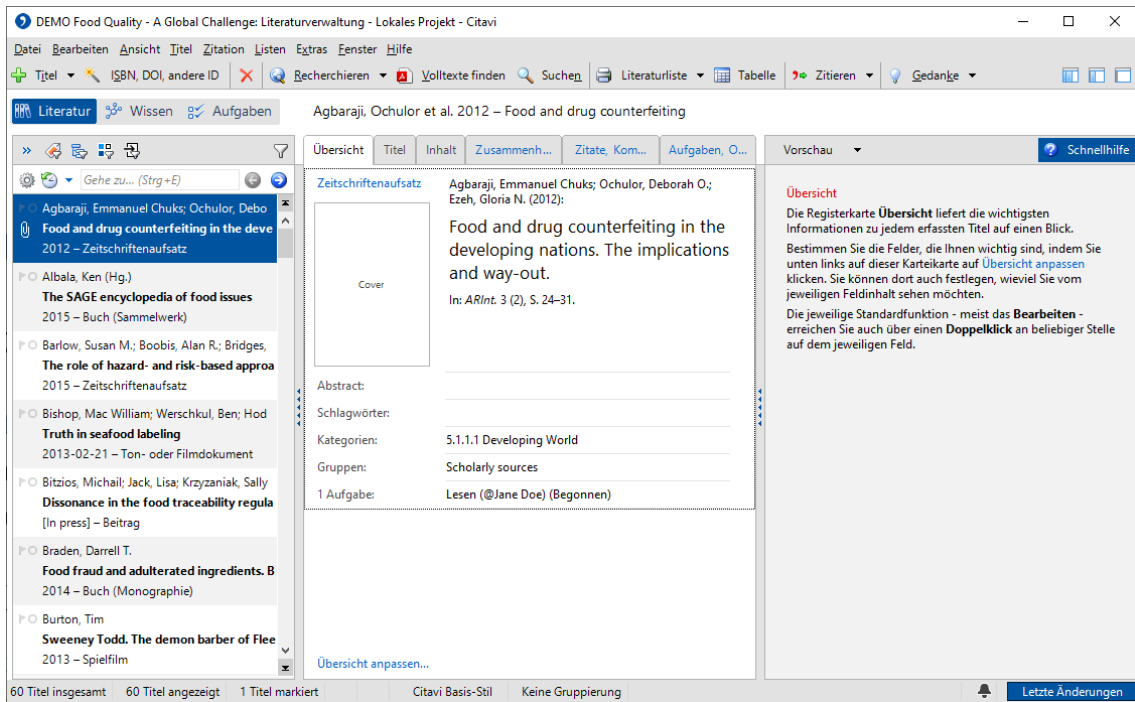 DEMO Food Quality - A Global Challenge: Literaturverwaltung - Lokales Projekt - Citavi
Datei Bearbeiten Ansicht Titel Zitation Listen Extras Fenster Hilfe
Titel ISBN, DOI, andere ID Recherchieren Volltexte finden Suchen Literaturliste Tabelle Zitieren Gedanke
Literatur Wissen Aufgaben Agbaraji, Ochulor et al. 2012 – Food and drug counterfeiting
Gehe zu... (Strg+E)
Agbaraji, Emmanuel Chuks; Ochulor, Debo
Food and drug counterfeiting in the deve
2012 – Zeitschriftenaufsatz
Albala, Ken (Hg.)
The SAGE encyclopedia of food issues
2015 – Buch (Sammelwerk)
Barlow, Susan M.; Boobis, Alan R.; Bridges,
The role of hazard- and risk-based approa
2015 – Zeitschriftenaufsatz
Bishop, Mac William; Werschkul, Ben; Hod
Truth in seafood labeling
2013-02-21 – Ton- oder Filmdokument
Bitzios, Michail; Jack, Lisa; Krzyzaniak, Sally
Dissonance in the food traceability regula
[In press] – Beitrag
Braden, Darrell T.
Food fraud and adulterated ingredients. B
2014 – Buch (Monographie)
Burton, Tim
Sweeney Todd. The demon barber of Flee
2013 – Spielfilm
Übersicht Titel Inhalt Zusammenh... Zitate, Kom... Aufgaben, O...
Zeitschriftenaufsatz
Cover
Agbaraji, Emmanuel Chuks; Ochulor, Deborah O.;
Ezeh, Gloria N. (2012):
Food and drug counterfeiting in the
developing nations. The implications
and way-out.
In: ARInt. 3 (2), S. 24–31.
Abstract:
Schlagwörter:
Kategorien: 5.1.1.1 Developing World
Gruppen: Scholarly sources
1 Aufgabe: Lesen (@Jane Doe) (Begonnen)
Übersicht anpassen...
Vorschau Schnellhilfe
Übersicht
Die Registerkarte Übersicht liefert die wichtigsten
Informationen zu jedem erfassten Titel auf einen Blick.
Bestimmen Sie die Felder, die Ihnen wichtig sind, indem Sie
unten links auf dieser Karteikarte auf Übersicht anpassen
klicken. Sie können dort auch festlegen, wieviel Sie vom
jeweiligen Feldinhalt sehen möchten.
Die jeweilige Standardfunktion - meist das Bearbeiten -
erreichen Sie auch über einen Doppelklick an beliebiger Stelle
auf dem jeweiligen Feld.
60 Titel insgesamt 60 Titel angezeigt 1 Titel markiert Citavi Basis-Stil Keine Gruppierung Letzte Änderungen